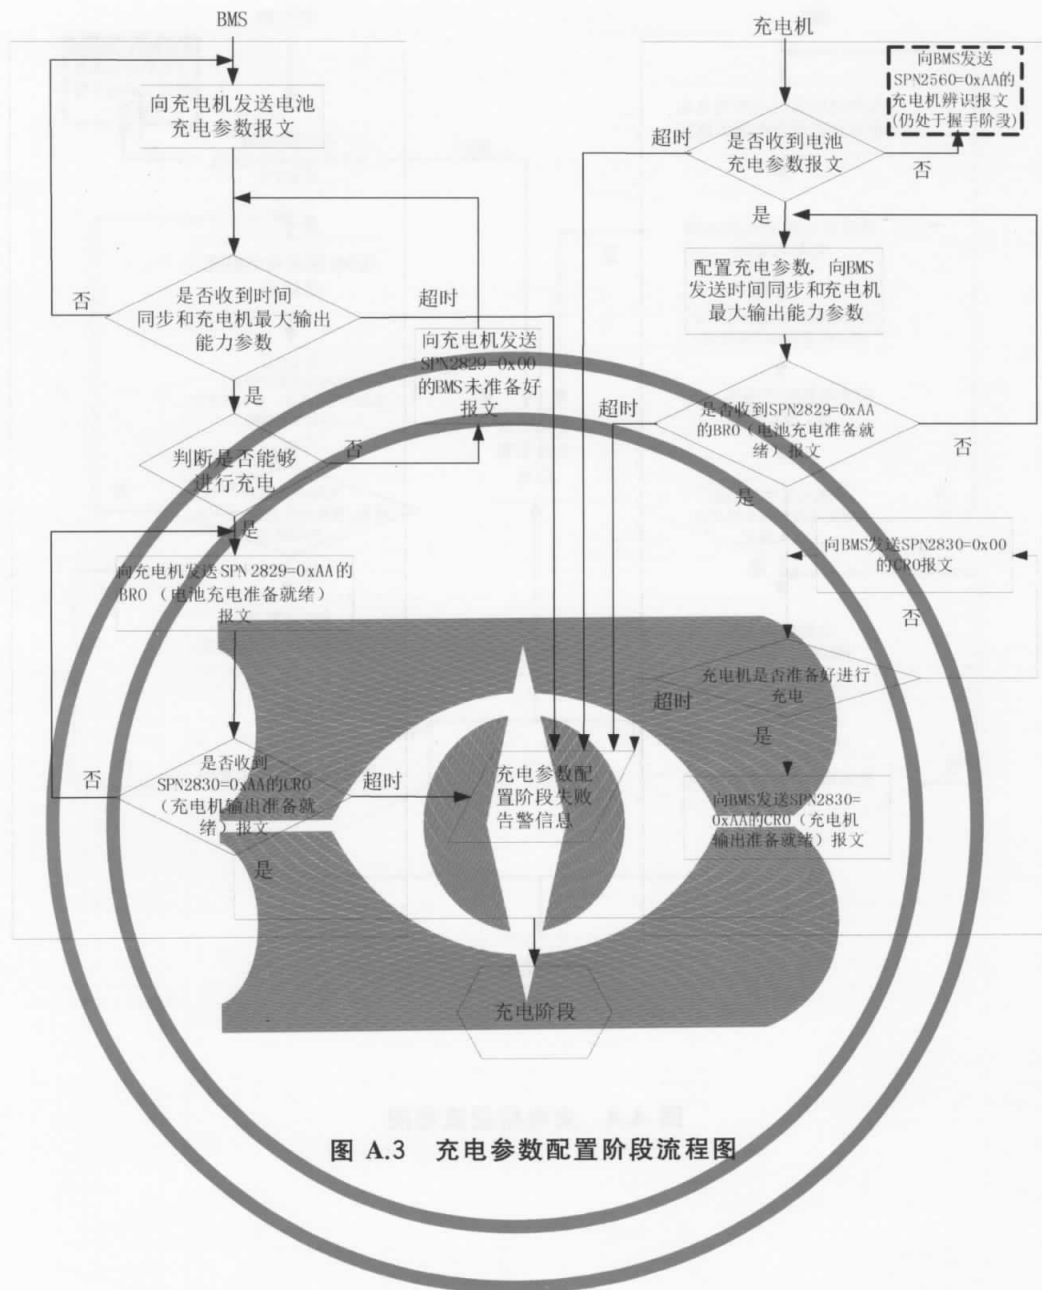 BMS
向充电机发送电池
充电参数报文
否
是否收到时间
同步和充电机最大输出
能力参数
超时
是
向充电机发送
SPN2829=0x00
的BMS未准备好
报文
判断是否能够
进行充电
否
是
向充电机发送SPN2829=0xAA的
BRO（电池充电准备就绪）
报文
否
是否收到
SPN2830=0xAA的CRO
（充电机输出准备就
绪）报文
超时
是
充电机
向BMS发送
SPN2560=0xAA的
充电机辨识报文
(仍处于握手阶段)
超时
是否收到电池
充电参数报文
否
是
配置充电参数，向BMS
发送时间同步和充电机
最大输出能力参数
超时
是否收到SPN2829=0xAA
的BRO（电池充电准备就
绪）报文
否
是
向BMS发送SPN2830=0x00
的CRO报文
否
充电机是否准备好进行
充电
超时
是
向BMS发送SPN2830=
0xAA的CRO（充电机
输出准备就绪）报文
充电参数配
置阶段失败
告警信息
充电阶段
图 A.3 充电参数配置阶段流程图